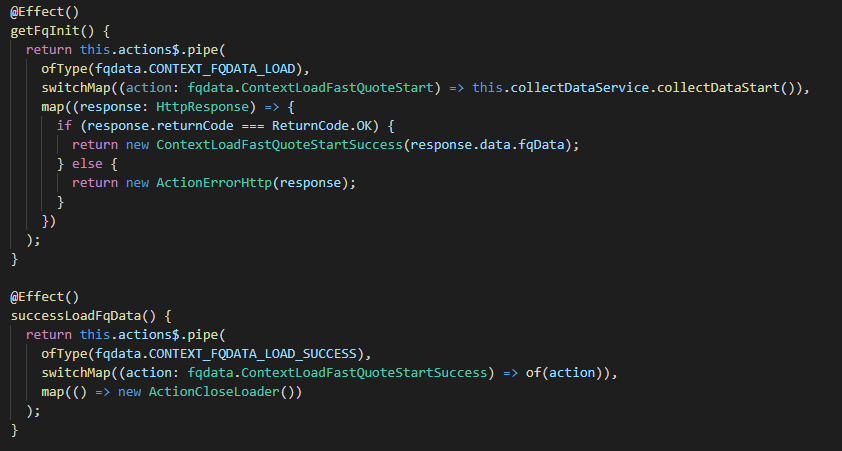 @Effect()
getFqInit() {
  return this.actions$.pipe(
    ofType(fqdata.CONTEXT_FQDATA_LOAD),
    switchMap((action: fqdata.ContextLoadFastQuoteStart) => this.collectDataService.collectDataStart()),
    map((response: HttpResponse) => {
      if (response.returnCode === ReturnCode.OK) {
        return new ContextLoadFastQuoteStartSuccess(response.data.fqData);
      } else {
        return new ActionErrorHttp(response);
      }
    })
  );
}

@Effect()
successLoadFqData() {
  return this.actions$.pipe(
    ofType(fqdata.CONTEXT_FQDATA_LOAD_SUCCESS),
    switchMap((action: fqdata.ContextLoadFastQuoteStartSuccess) => of(action)),
    map(() => new ActionCloseLoader())
  );
}